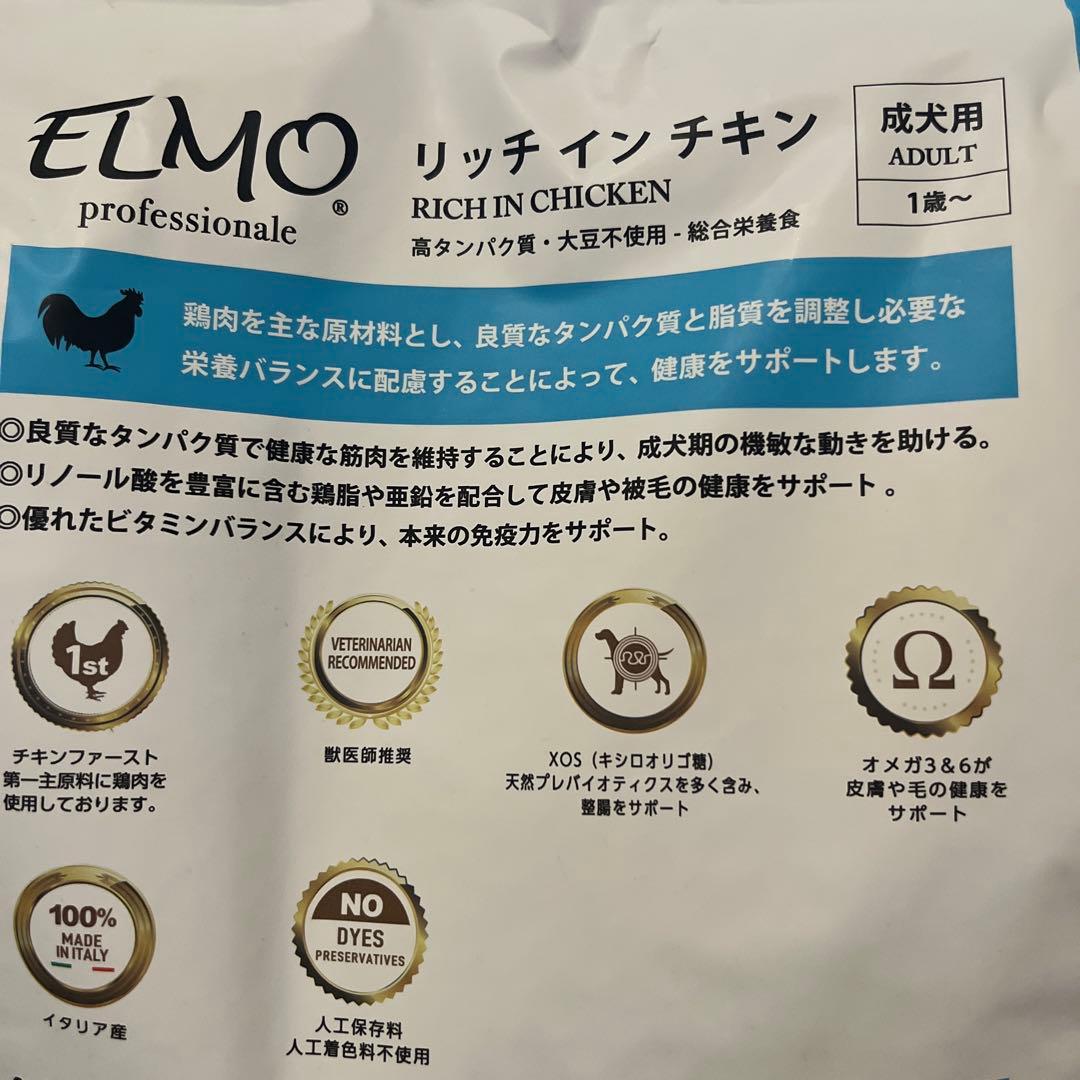 ELMO
professionale
®
リッチ イン チキン
RICH IN CHICKEN
高タンパク質・大豆不使用 - 総合栄養食
成犬用
ADULT
1歳～
鶏肉を主な原材料とし、良質なタンパク質と脂質を調整し必要な
栄養バランスに配慮することによって、健康をサポートします。
◎良質なタンパク質で健康な筋肉を維持することにより、成犬期の機敏な動きを助ける。
◎リノール酸を豊富に含む鶏脂や亜鉛を配合して皮膚や被毛の健康をサポート。
◎優れたビタミンバランスにより、本来の免疫力をサポート。
1st
チキンファースト
第一主原料に鶏肉を
使用しております。
VETERINARIAN
RECOMMENDED
獣医師推奨
XOS（キシロオリゴ糖）
天然プレバイオティクスを多く含み、
整腸をサポート
Ω
オメガ3＆6が
皮膚や毛の健康を
サポート
100%
MADE
IN ITALY
イタリア産
NO
DYES
PRESERVATIVES
人工保存料
人工着色料不使用